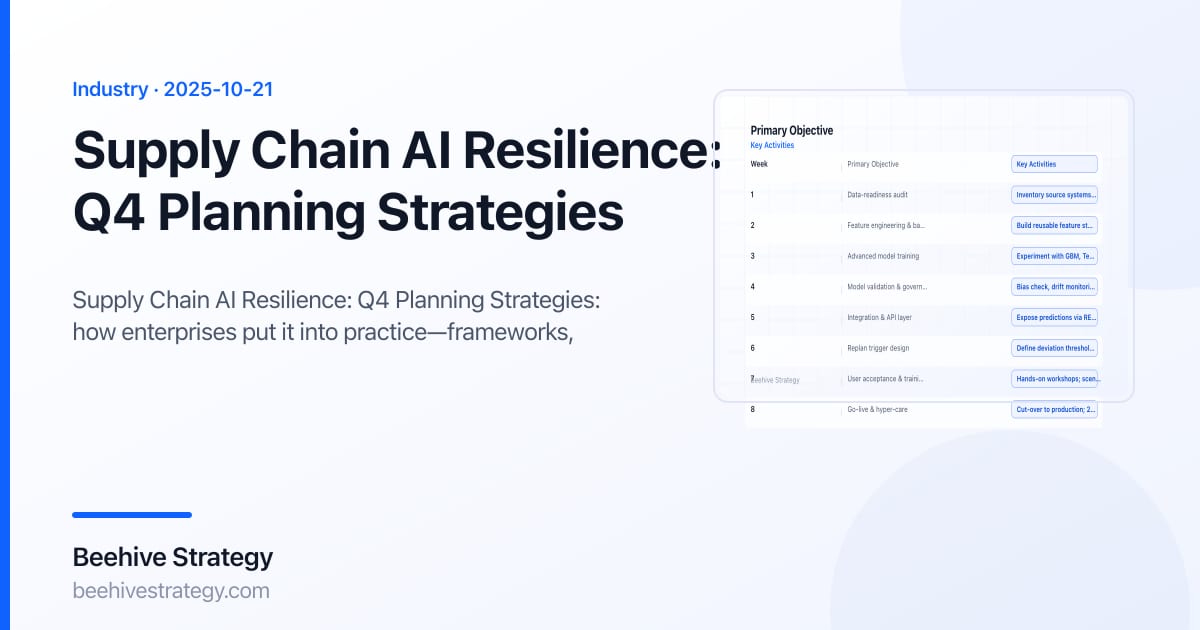 Industry · 2025-10-21
Supply Chain AI Resilience:
Q4 Planning Strategies
Supply Chain AI Resilience: Q4 Planning Strategies:
how enterprises put it into practice—frameworks,
Primary Objective
Key Activities
Week Primary Objective Key Activities
1 Data-readiness audit Inventory source systems...
2 Feature engineering & ba... Build reusable feature st...
3 Advanced model training Experiment with GBM, Te...
4 Model validation & govern... Bias check, drift monitori...
5 Integration & API layer Expose predictions via RE...
6 Replan trigger design Define deviation threshol...
7 User acceptance & traini... Hands-on workshops; scen...
Beehive Strategy
8 Go-live & hyper-care Cut-over to production; 2...
Beehive Strategy
beehivestrategy.com